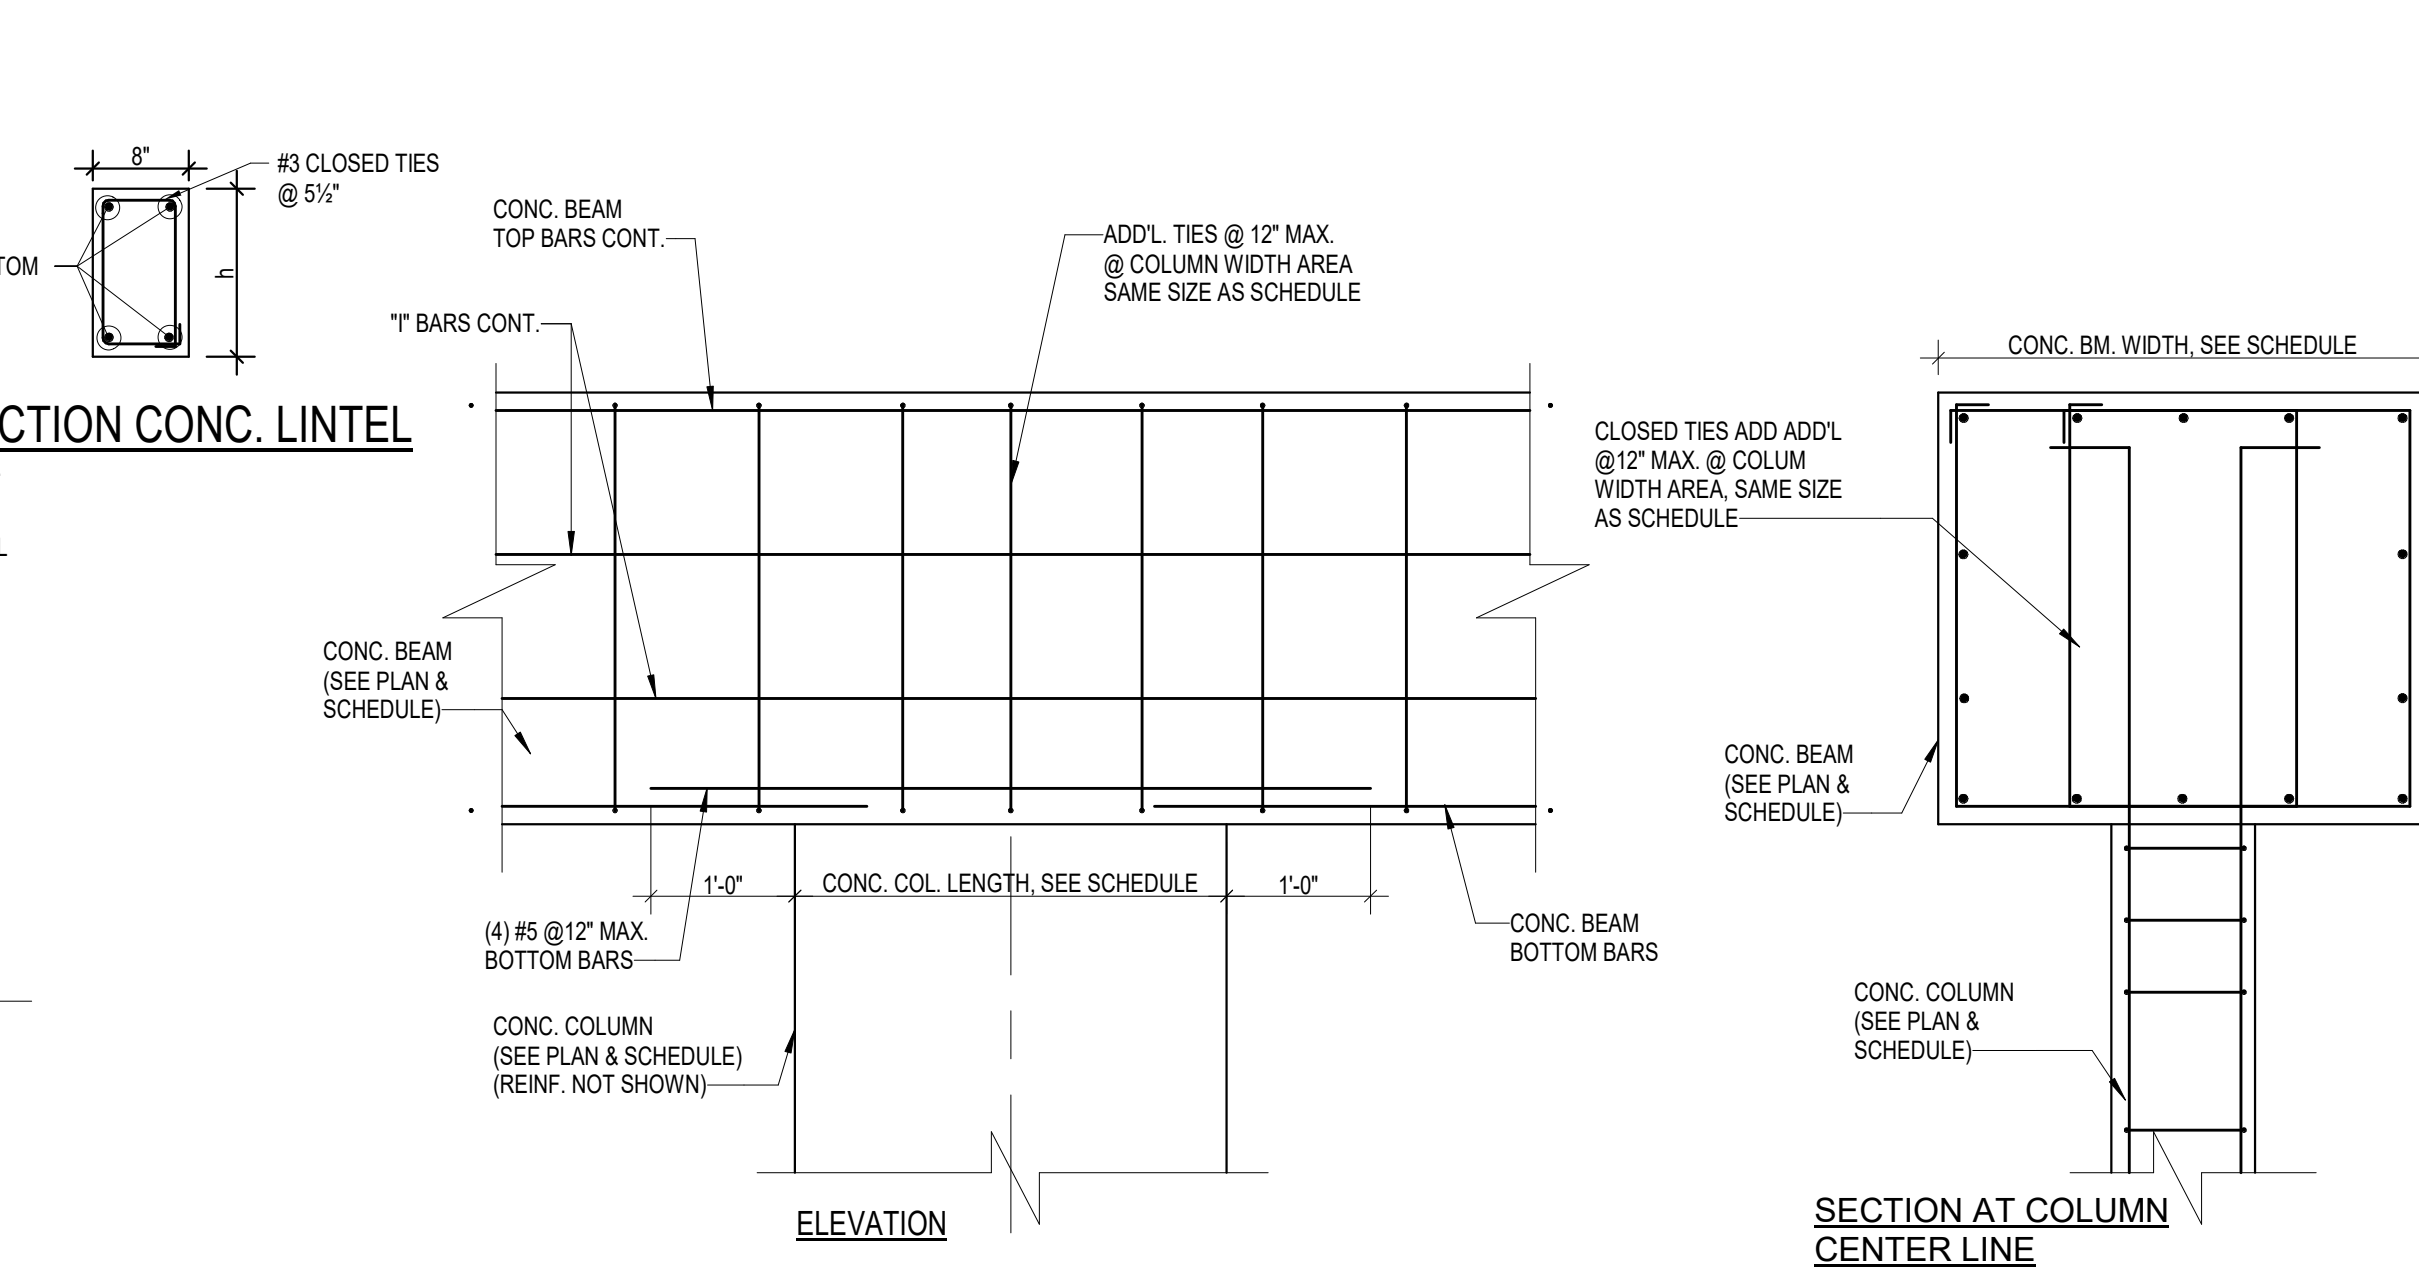 8"
#3 CLOSED TIES
@ 5½"
TOM
h
CTION CONC. LINTEL
CONC. BEAM
TOP BARS CONT.
"I" BARS CONT.
ADD'L. TIES @ 12" MAX.
@ COLUMN WIDTH AREA
SAME SIZE AS SCHEDULE
CONC. BEAM
(SEE PLAN &
SCHEDULE)
1'-0"
CONC. COL. LENGTH, SEE SCHEDULE
1'-0"
(4) #5 @12" MAX.
BOTTOM BARS
CONC. BEAM
BOTTOM BARS
CONC. COLUMN
(SEE PLAN & SCHEDULE)
(REINF. NOT SHOWN)
ELEVATION
CONC. BM. WIDTH, SEE SCHEDULE
CLOSED TIES ADD ADD'L
@12" MAX. @ COLUM
WIDTH AREA, SAME SIZE
AS SCHEDULE
CONC. BEAM
(SEE PLAN &
SCHEDULE)
CONC. COLUMN
(SEE PLAN &
SCHEDULE)
SECTION AT COLUMN
CENTER LINE